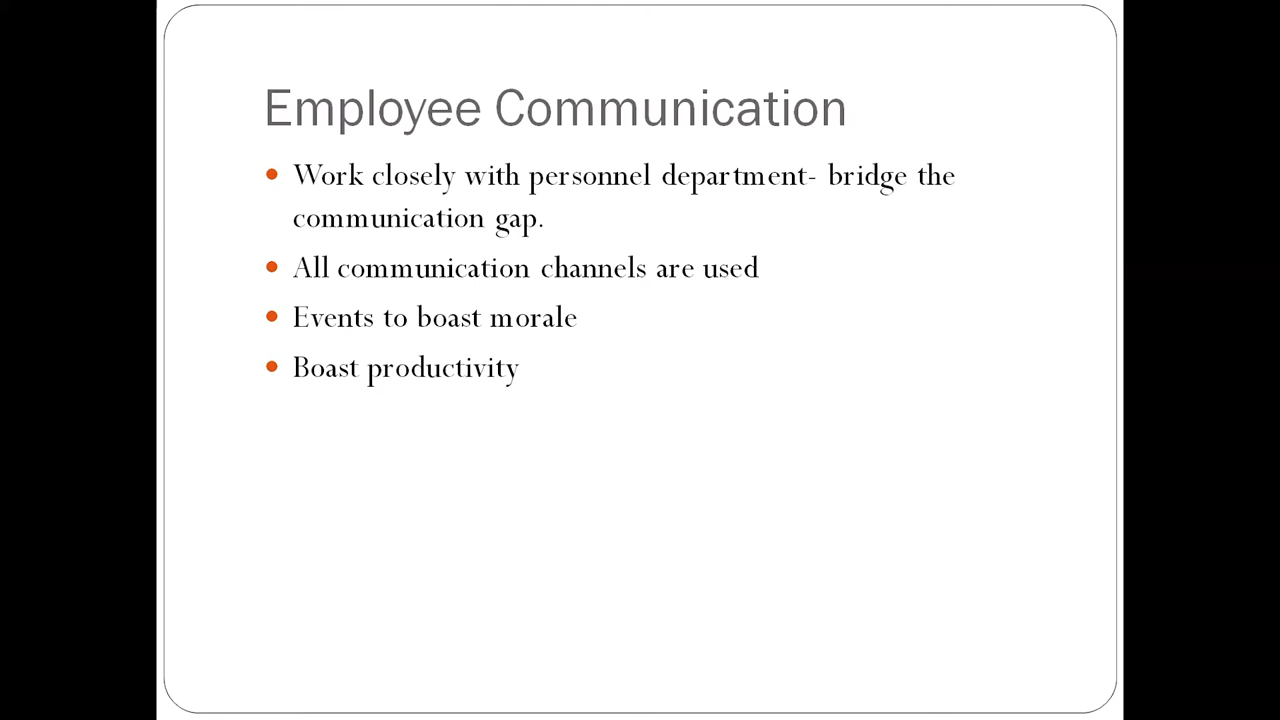 Employee Communication
Work closely with personnel department- bridge the
communication gap.
All communication channels are used
Events to boast morale
Boast productivity